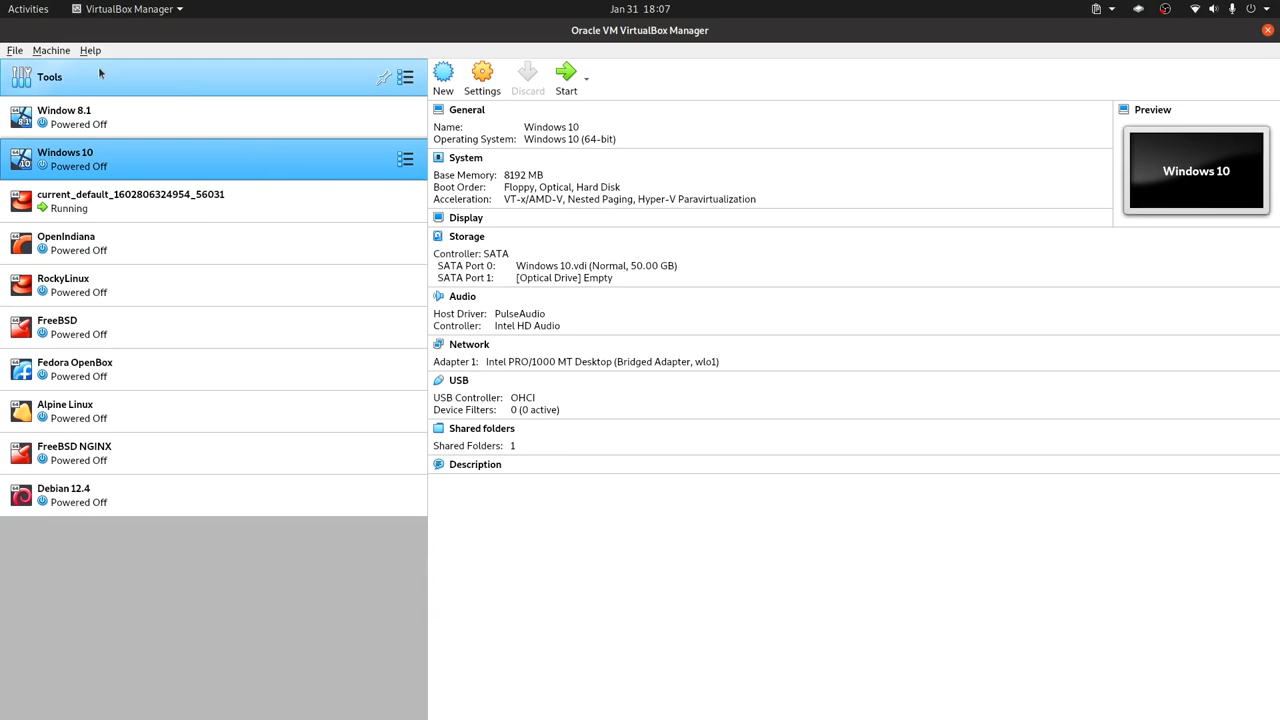 Activities
VirtualBox Manager
Jan 31 18:07
Oracle VM VirtualBox Manager
File Machine Help
Tools
Window 8.1
Powered Off
Windows 10
Powered Off
current_default_1602806324954_56031
Running
OpenIndiana
Powered Off
RockyLinux
Powered Off
FreeBSD
Powered Off
Fedora OpenBox
Powered Off
Alpine Linux
Powered Off
FreeBSD NGINX
Powered Off
Debian 12.4
Powered Off
New Settings Discard Start
General
Name: Windows 10
Operating System: Windows 10 (64-bit)
System
Base Memory: 8192 MB
Boot Order: Floppy, Optical, Hard Disk
Acceleration: VT-x/AMD-V, Nested Paging, Hyper-V Paravirtualization
Display
Storage
Controller: SATA
SATA Port 0: Windows 10.vdi (Normal, 50.00 GB)
SATA Port 1: [Optical Drive] Empty
Audio
Host Driver: PulseAudio
Controller: Intel HD Audio
Network
Adapter 1: Intel PRO/1000 MT Desktop (Bridged Adapter, wlo1)
USB
USB Controller: OHCI
Device Filters: 0 (0 active)
Shared folders
Shared Folders: 1
Description
Preview
Windows 10